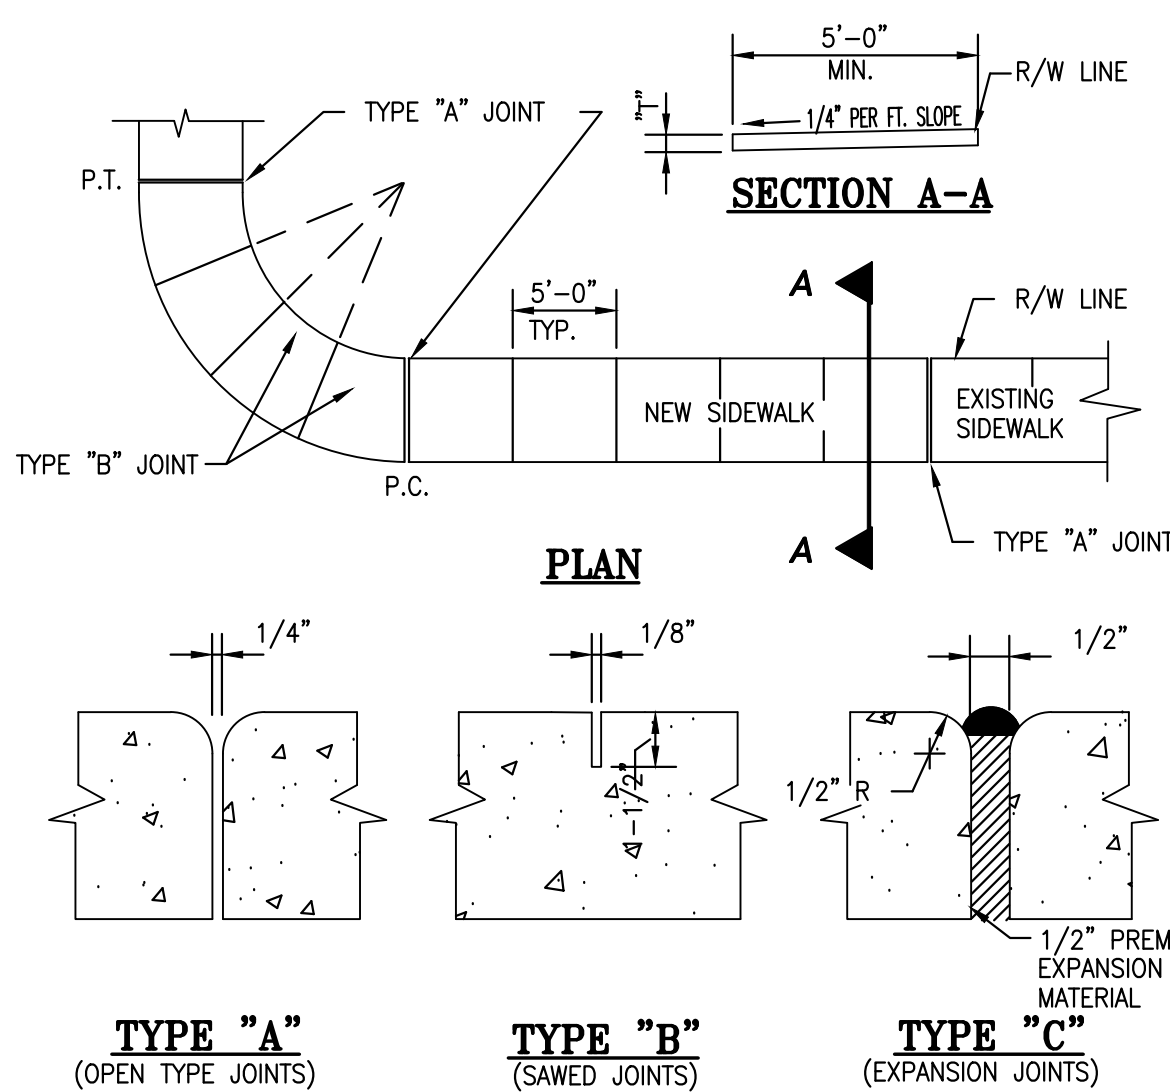 5'-0"
MIN.
R/W LINE
"T"
1/4" PER FT. SLOPE
SECTION A-A
TYPE "A" JOINT
P.T.
5'-0"
TYP.
A
R/W LINE
NEW SIDEWALK
EXISTING
SIDEWALK
TYPE "B" JOINT
P.C.
A
TYPE "A" JOINT
PLAN
1/4"
1/8"
1/2"
1-1/2"
1/2" R
1/2" PREM
EXPANSION
MATERIAL
TYPE "A"
(OPEN TYPE JOINTS)
TYPE "B"
(SAWED JOINTS)
TYPE "C"
(EXPANSION JOINTS)